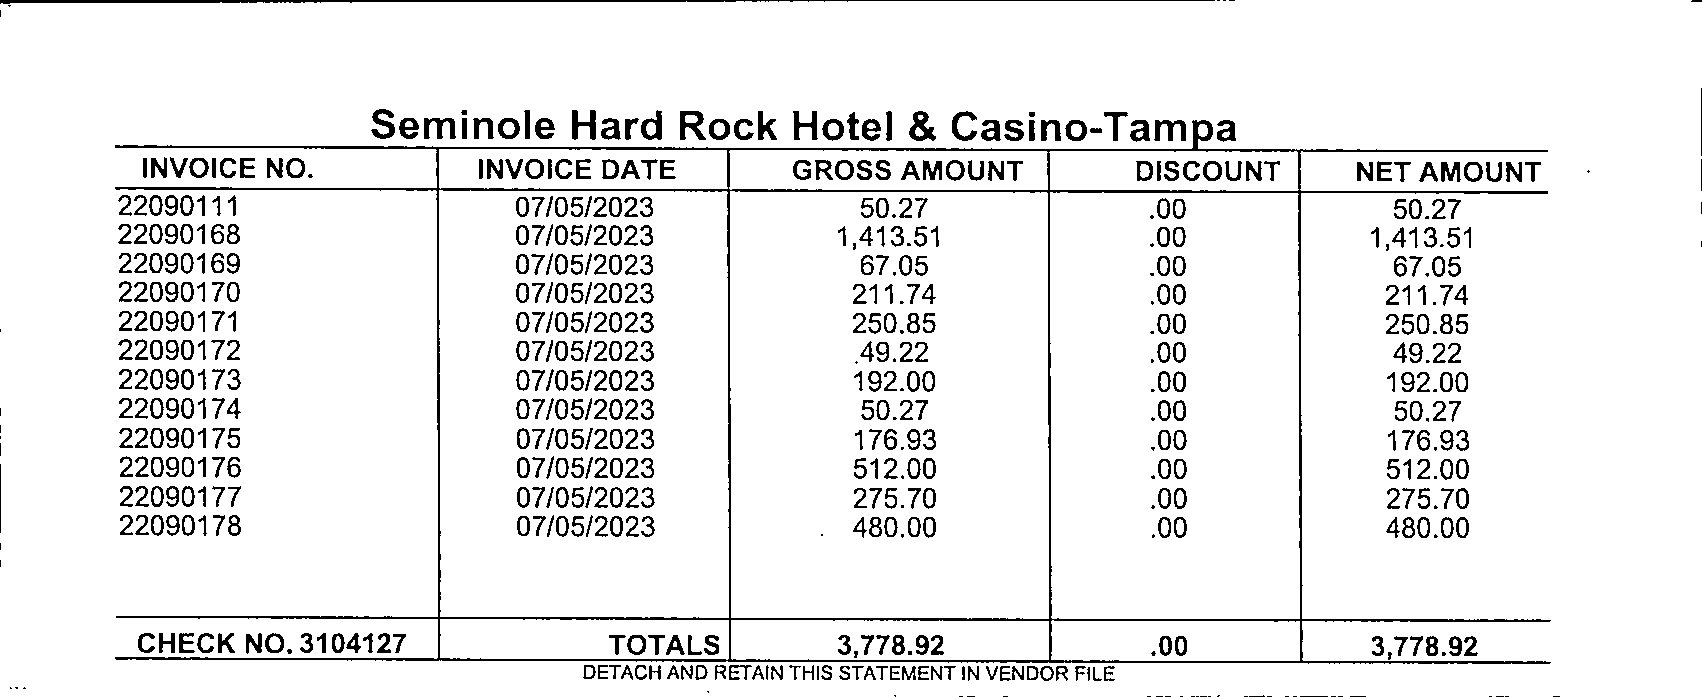 Seminole Hard Rock Hotel & Casino-Tampa
INVOICE NO. INVOICE DATE GROSS AMOUNT DISCOUNT NET AMOUNT
22090111 07/05/2023 50.27 .00 50.27
22090168 07/05/2023 1,413.51 .00 1,413.51
22090169 07/05/2023 67.05 .00 67.05
22090170 07/05/2023 211.74 .00 211.74
22090171 07/05/2023 250.85 .00 250.85
22090172 07/05/2023 49.22 .00 49.22
22090173 07/05/2023 192.00 .00 192.00
22090174 07/05/2023 50.27 .00 50.27
22090175 07/05/2023 176.93 .00 176.93
22090176 07/05/2023 512.00 .00 512.00
22090177 07/05/2023 275.70 .00 275.70
22090178 07/05/2023 480.00 .00 480.00
CHECK NO. 3104127 TOTALS 3,778.92 .00 3,778.92
DETACH AND RETAIN THIS STATEMENT IN VENDOR FILE